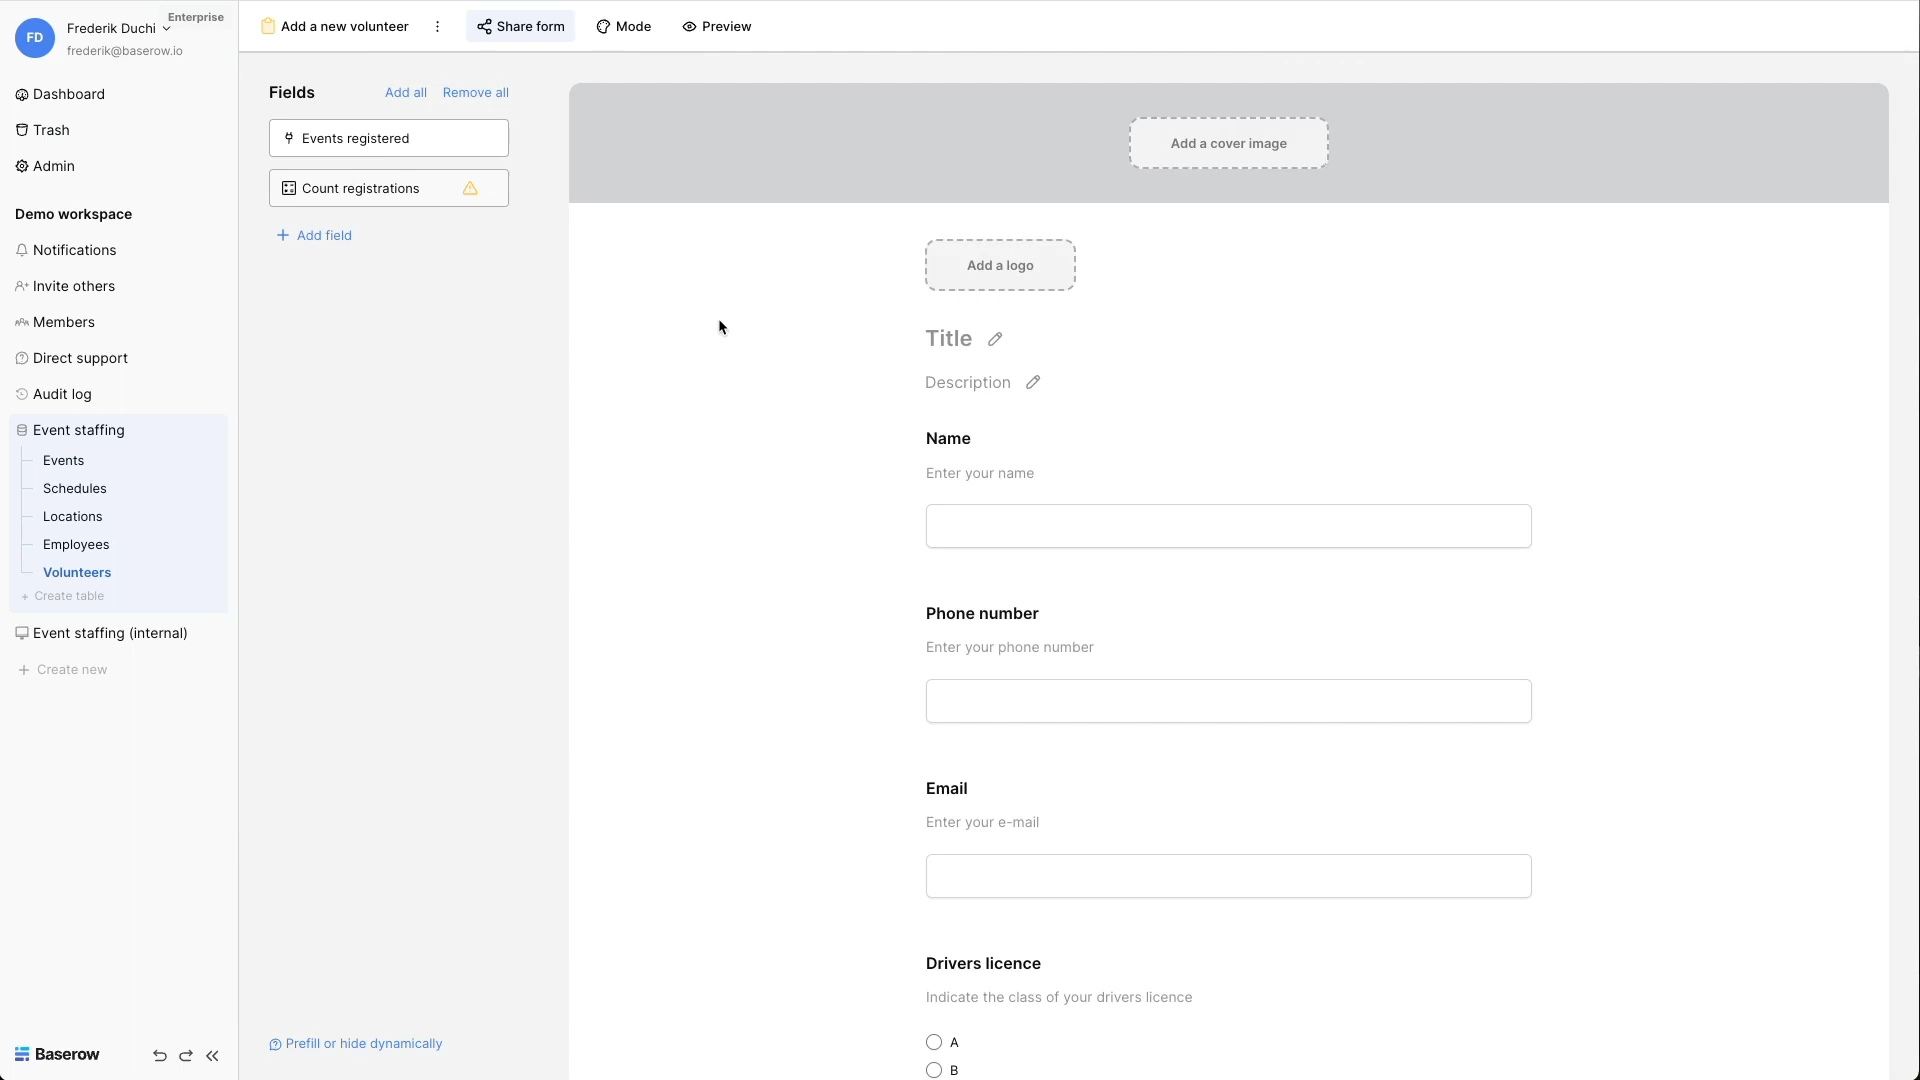 FD
Frederik Duchi
Enterprise
frederik@baserow.io
Dashboard
Trash
Admin
Demo workspace
Notifications
Invite others
Members
Direct support
Audit log
Event staffing
Events
Schedules
Locations
Employees
Volunteers
+ Create table
Event staffing (internal)
+ Create new
Baserow
Add a new volunteer
Share form
Mode
Preview
Fields
Add all
Remove all
Events registered
Count registrations
+ Add field
Prefill or hide dynamically
Add a cover image
Add a logo
Title
Description
Name
Enter your name
Phone number
Enter your phone number
Email
Enter your e-mail
Drivers licence
Indicate the class of your drivers licence
A
B